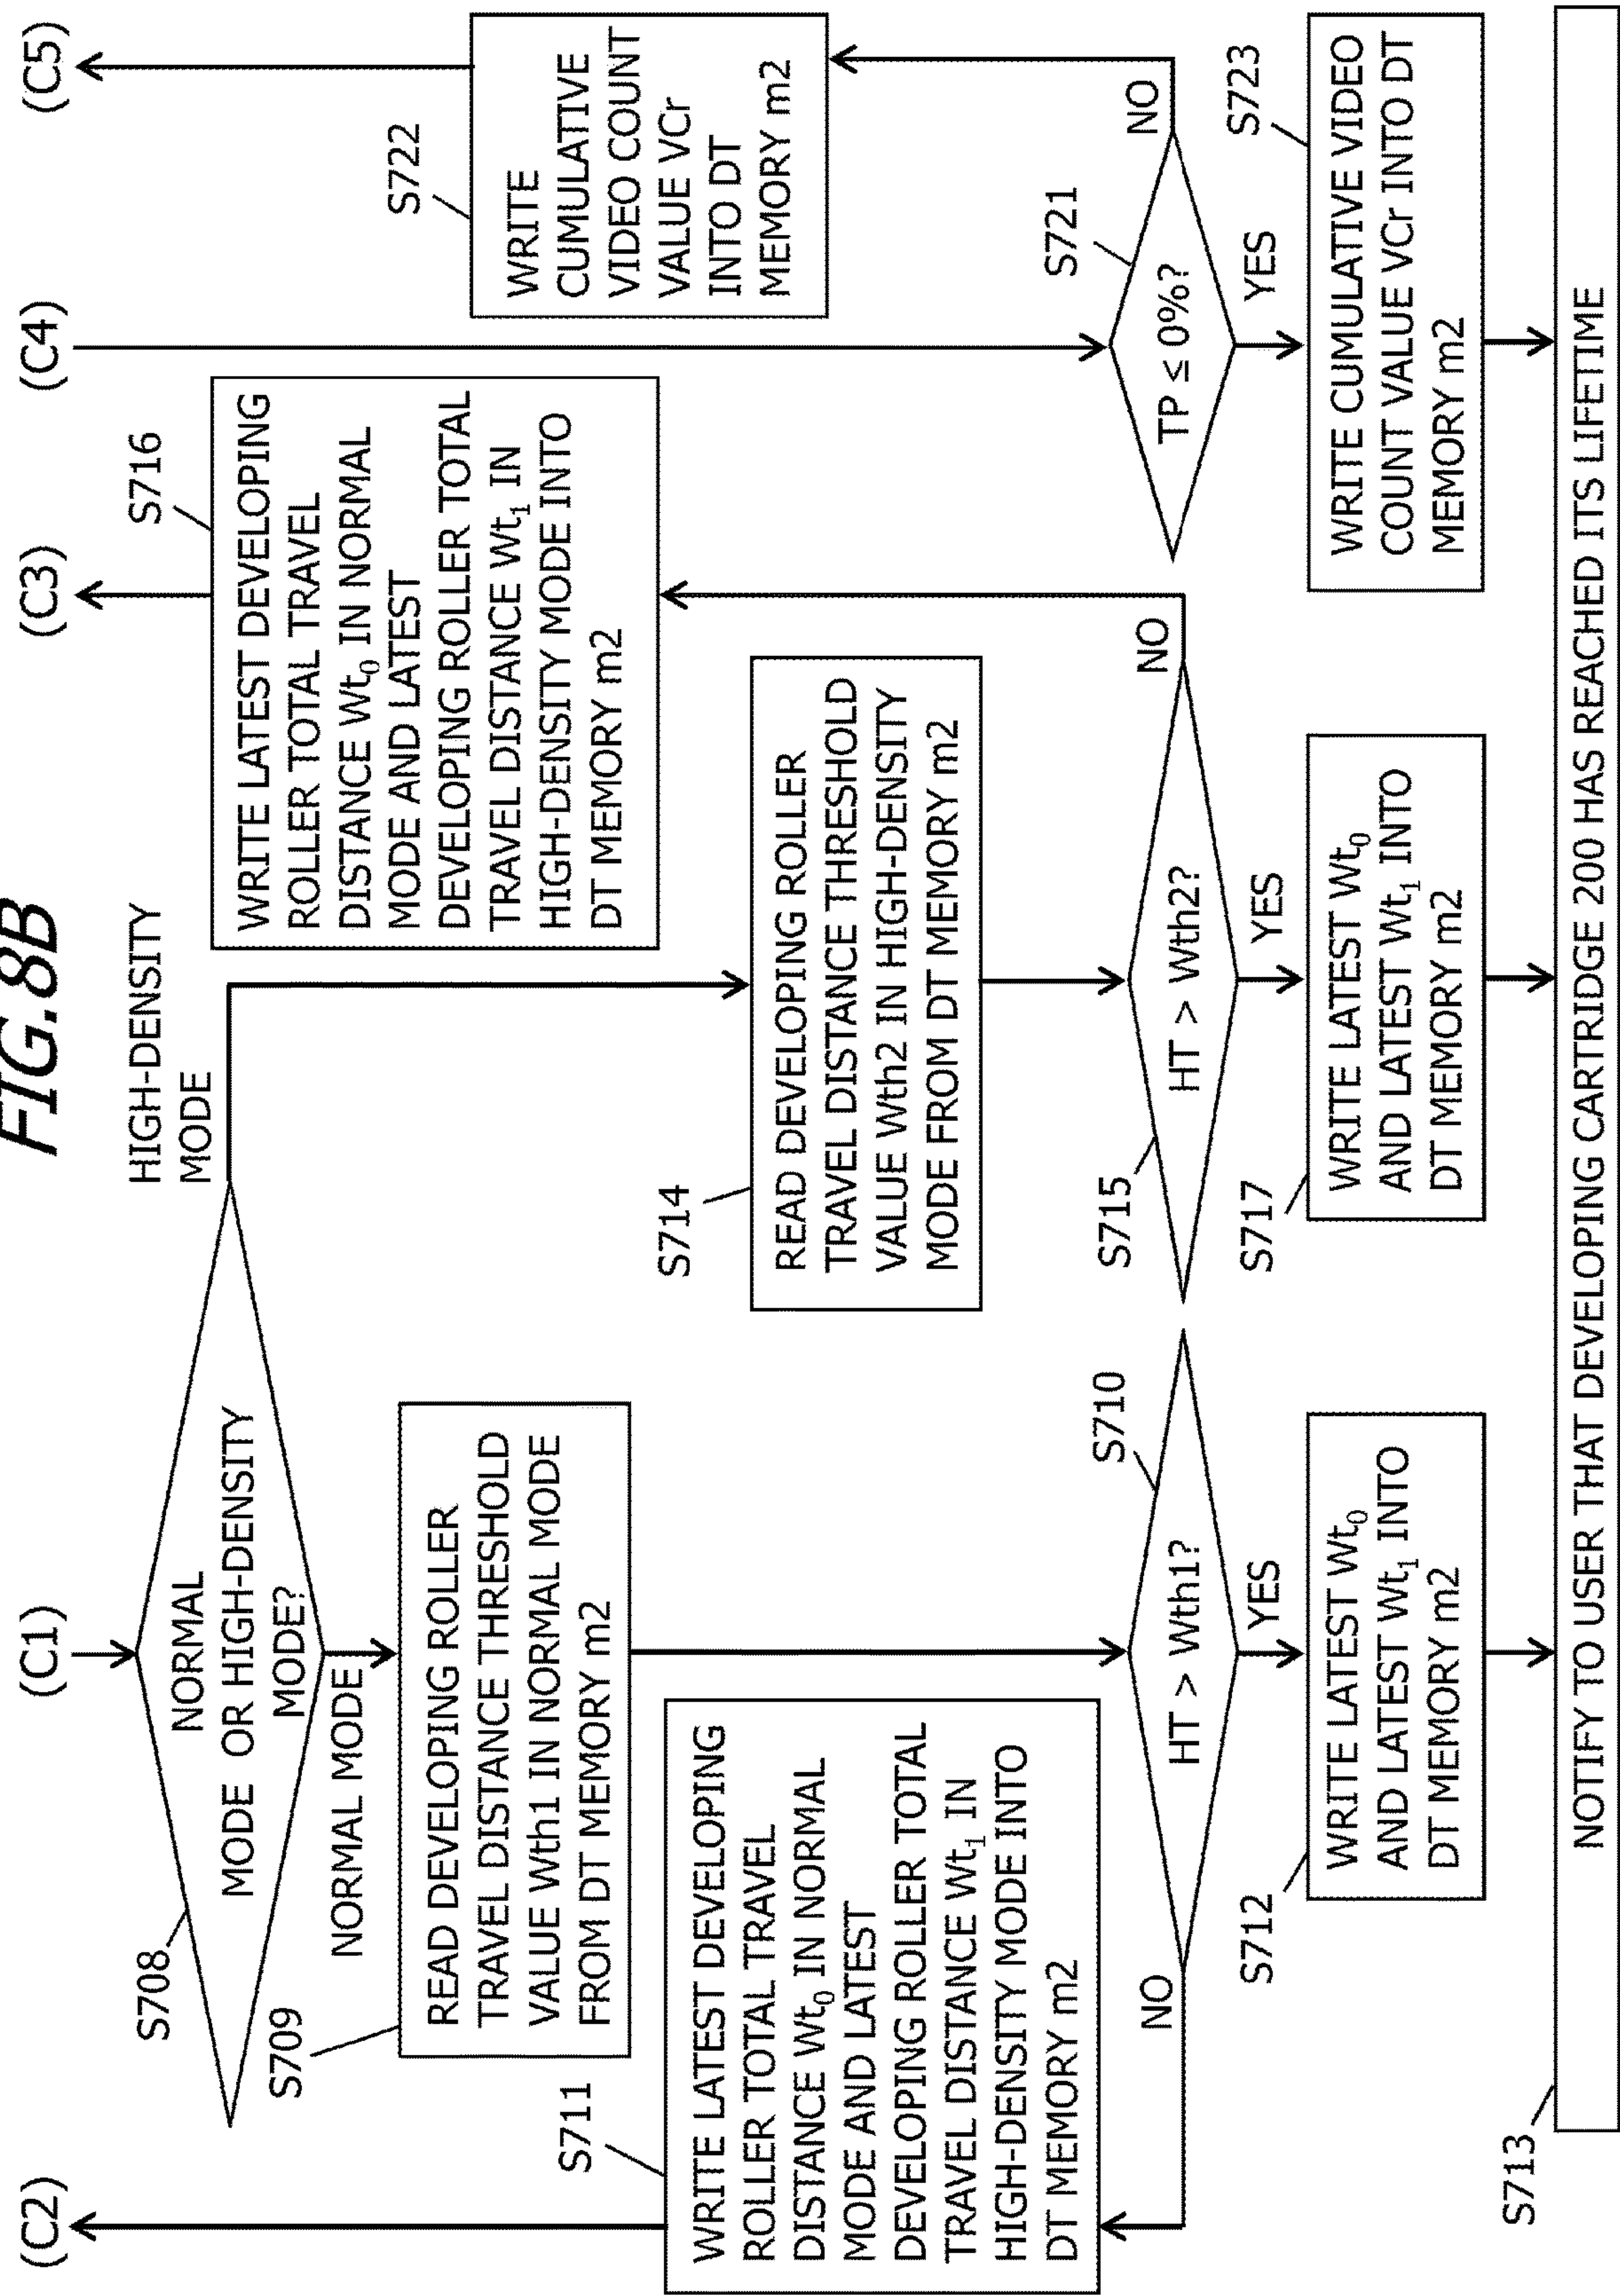 FIG.8B
(C2)
(C1)
(C3)
(C4)
(C5)
S708
NORMAL
MODE OR HIGH-DENSITY
MODE?
HIGH-DENSITY
MODE
NORMAL MODE
S709
READ DEVELOPING ROLLER
TRAVEL DISTANCE THRESHOLD
VALUE Wth1 IN NORMAL MODE
FROM DT MEMORY m2
S716
WRITE LATEST DEVELOPING
ROLLER TOTAL TRAVEL
DISTANCE Wt₀ IN NORMAL
MODE AND LATEST
DEVELOPING ROLLER TOTAL
TRAVEL DISTANCE Wt₁ IN
HIGH-DENSITY MODE INTO
DT MEMORY m2
S722
WRITE
CUMULATIVE
VIDEO COUNT
VALUE VCr
INTO DT
MEMORY m2
S711
WRITE LATEST DEVELOPING
ROLLER TOTAL TRAVEL
DISTANCE Wt₀ IN NORMAL
MODE AND LATEST
DEVELOPING ROLLER TOTAL
TRAVEL DISTANCE Wt₁ IN
HIGH-DENSITY MODE INTO
DT MEMORY m2
S714
READ DEVELOPING ROLLER
TRAVEL DISTANCE THRESHOLD
VALUE Wth2 IN HIGH-DENSITY
MODE FROM DT MEMORY m2
S710
HT > Wth1?
NO
YES
S715
HT > Wth2?
NO
YES
S721
TP ≤ 0%?
NO
YES
S712
WRITE LATEST Wt₀
AND LATEST Wt₁ INTO
DT MEMORY m2
S717
WRITE LATEST Wt₀
AND LATEST Wt₁ INTO
DT MEMORY m2
S723
WRITE CUMULATIVE VIDEO
COUNT VALUE VCr INTO DT
MEMORY m2
S713
NOTIFY TO USER THAT DEVELOPING CARTRIDGE 200 HAS REACHED ITS LIFETIME